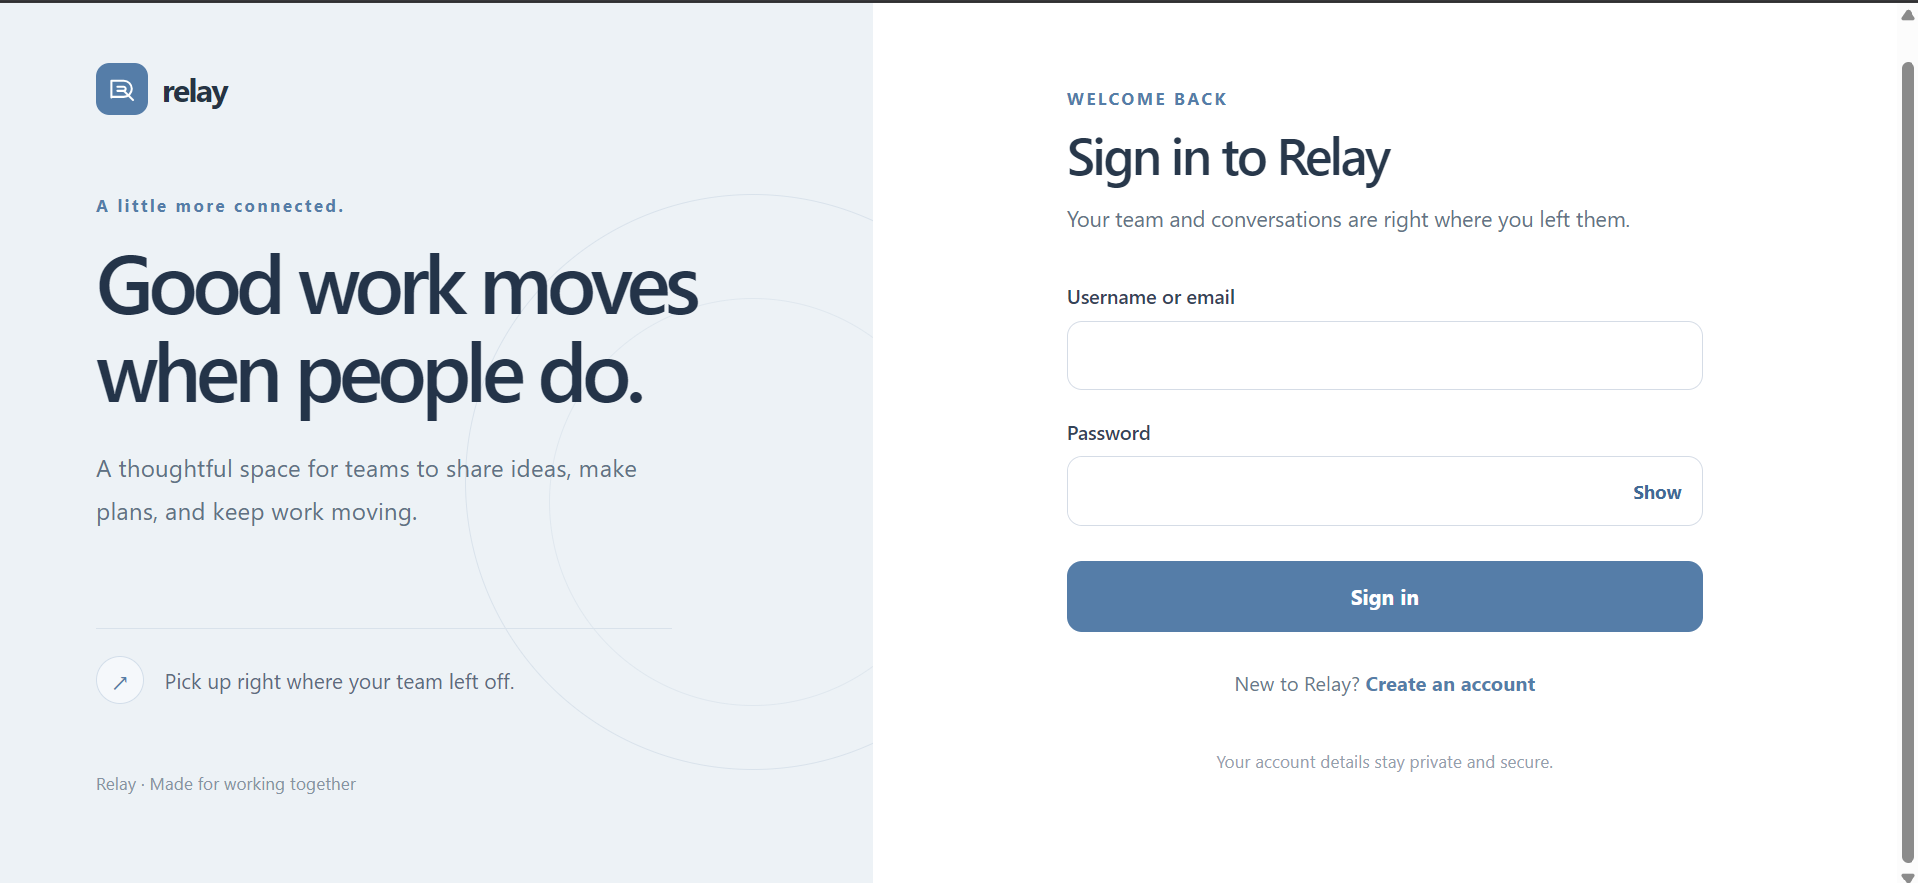 relay
A little more connected.
Good work moves
when people do.
A thoughtful space for teams to share ideas, make
plans, and keep work moving.
↗ Pick up right where your team left off.
Relay · Made for working together
WELCOME BACK
Sign in to Relay
Your team and conversations are right where you left them.
Username or email
Password
Show
Sign in
New to Relay? Create an account
Your account details stay private and secure.